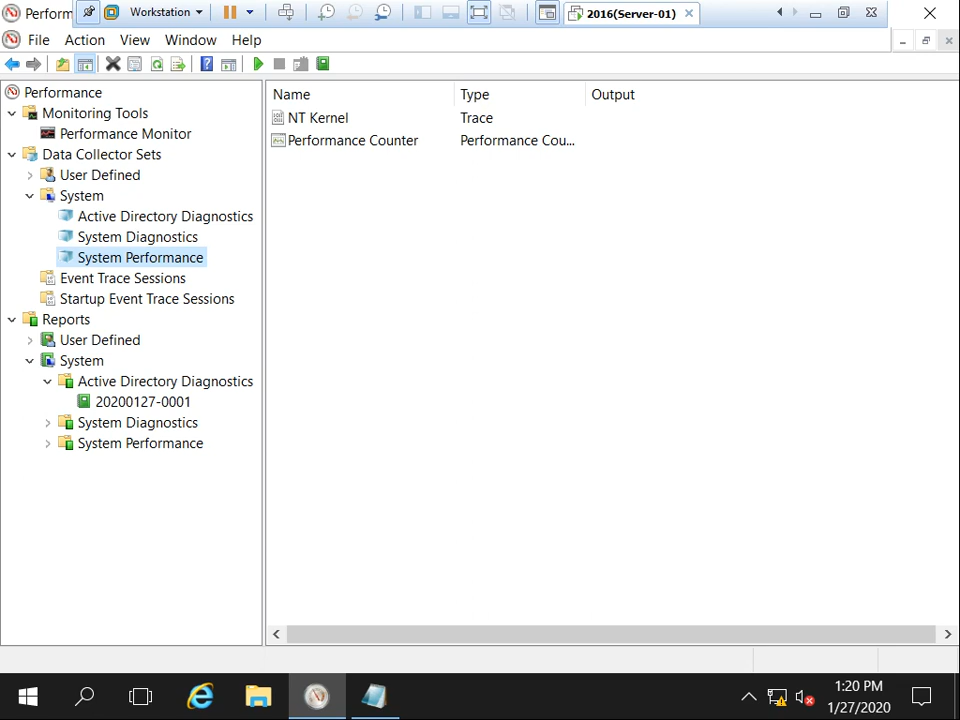 Perform
Workstation
2016(Server-01)
File Action View Window Help
Performance
Monitoring Tools
Performance Monitor
Data Collector Sets
User Defined
System
Active Directory Diagnostics
System Diagnostics
System Performance
Event Trace Sessions
Startup Event Trace Sessions
Reports
User Defined
System
Active Directory Diagnostics
20200127-0001
System Diagnostics
System Performance
Name Type Output
NT Kernel Trace
Performance Counter Performance Cou...
1:20 PM
1/27/2020